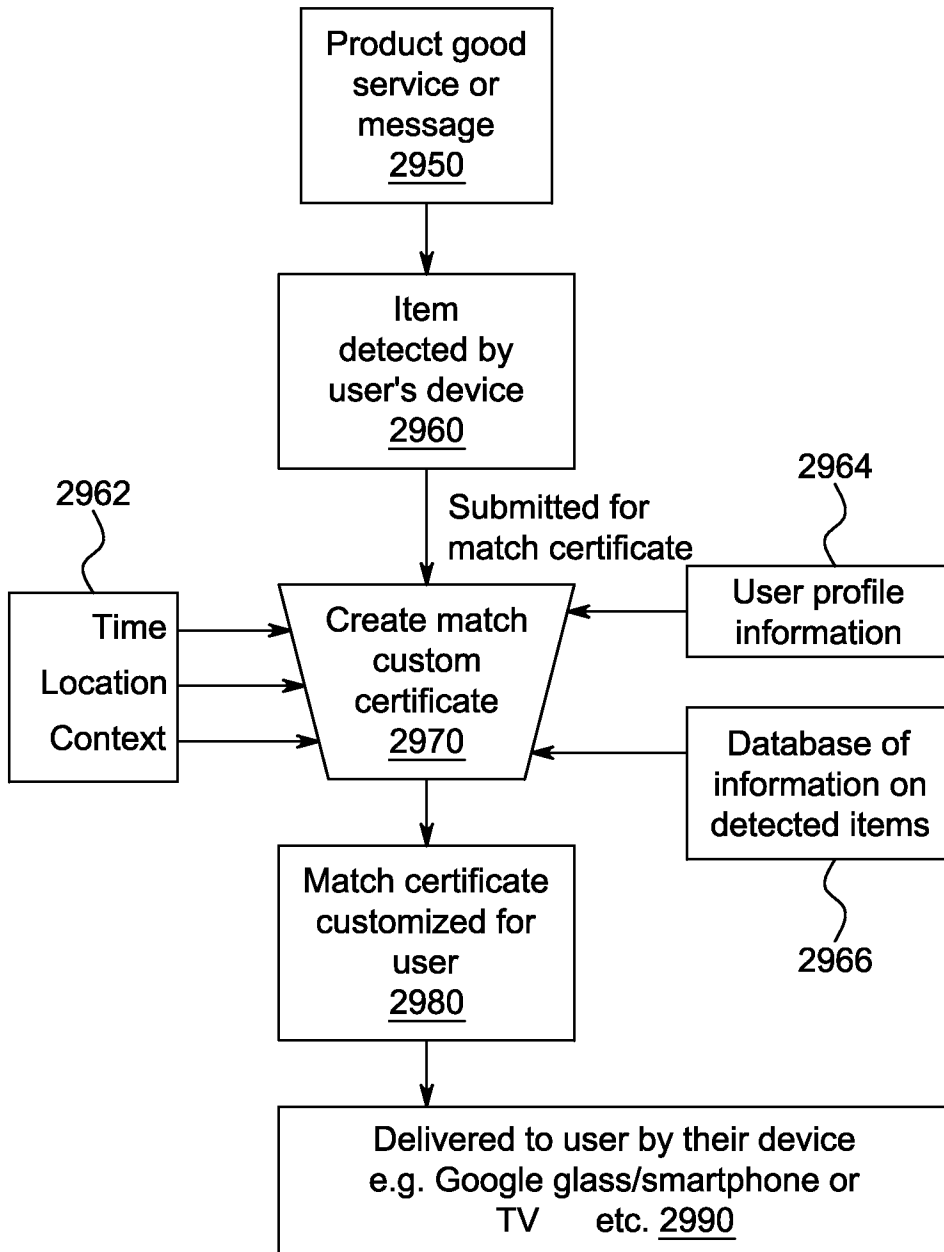 Product good
service or
message
2950
Item
detected by
user's device
2960
Submitted for
match certificate
2962
Time
Location
Context
2964
User profile
information
Create match
custom
certificate
2970
Database of
information on
detected items
2966
Match certificate
customized for
user
2980
Delivered to user by their device
e.g. Google glass/smartphone or
TV etc. 2990